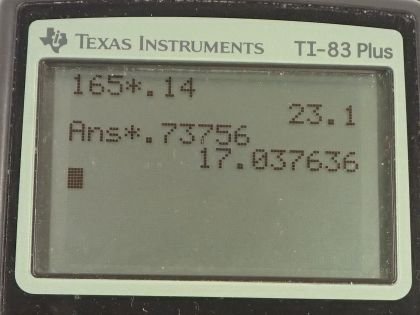 TEXAS INSTRUMENTS TI-83 Plus
165*.14
23.1
Ans*.73756
17.037636